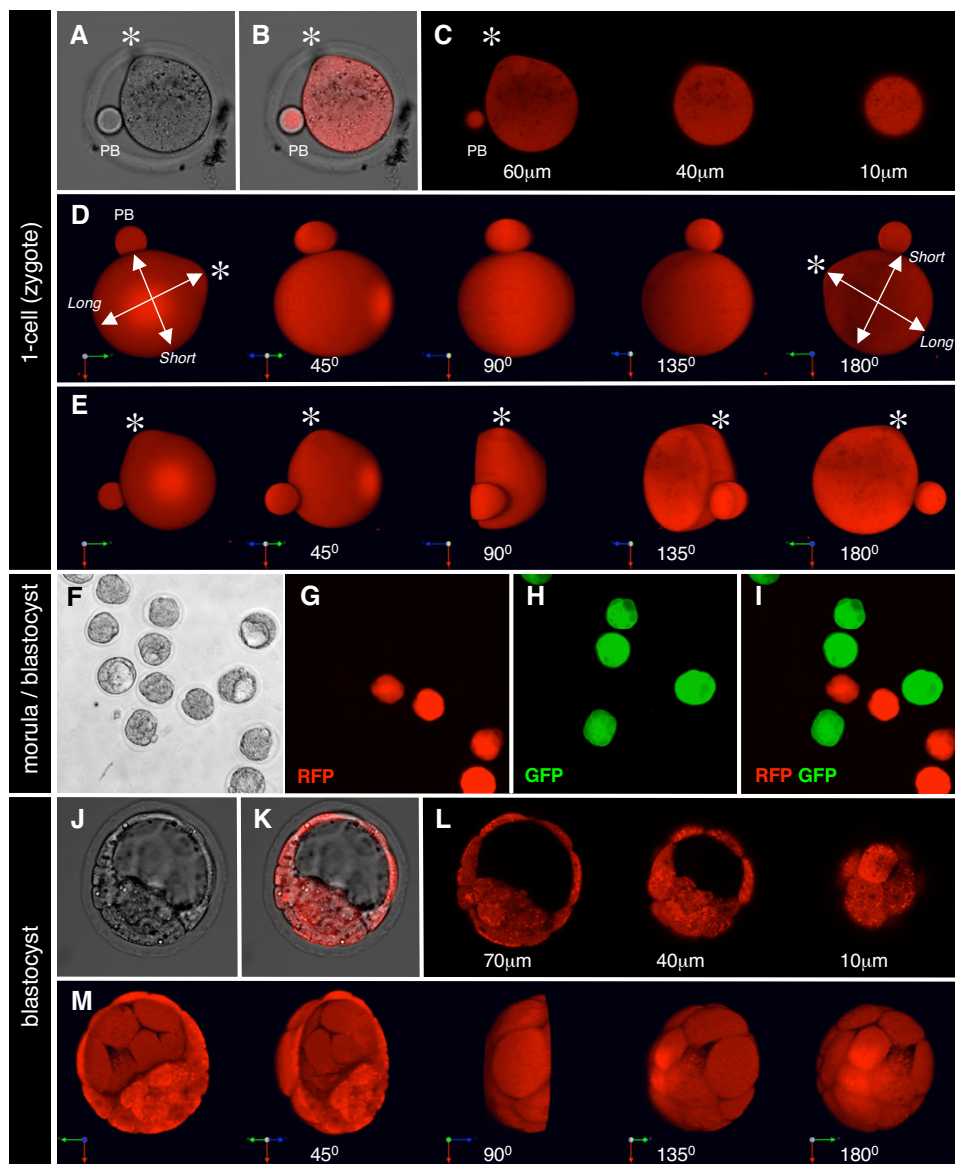 1-cell (zygote)
A
*
PB
B
*
PB
C
*
PB
60μm
40μm
10μm
D
PB
*
Long
Short
45⁰
90⁰
135⁰
*
Short
Long
180⁰
E
*
*
45⁰
*
90⁰
*
135⁰
*
180⁰
morula / blastocyst
F
G
RFP
H
GFP
I
RFP GFP
blastocyst
J
K
L
70μm
40μm
10μm
M
45⁰
90⁰
135⁰
180⁰